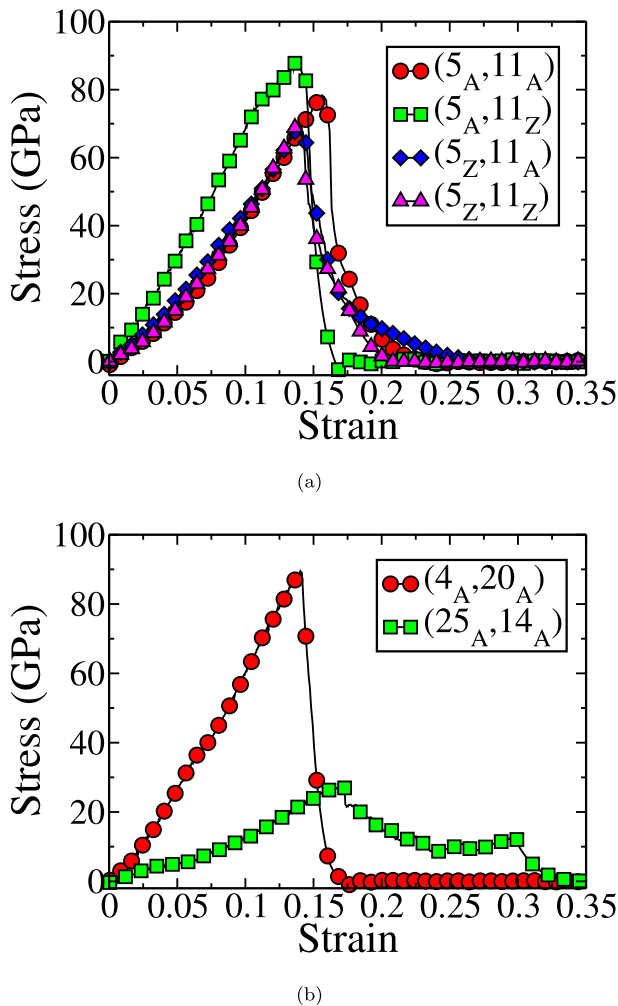 100
80
60
40
20
0
Stress (GPa)
(5A,11A)
(5A,11Z)
(5Z,11A)
(5Z,11Z)
0 0.05 0.1 0.15 0.2 0.25 0.3 0.35
Strain
(a)
100
80
60
40
20
0
Stress (GPa)
(4A,20A)
(25A,14A)
0 0.05 0.1 0.15 0.2 0.25 0.3 0.35
Strain
(b)